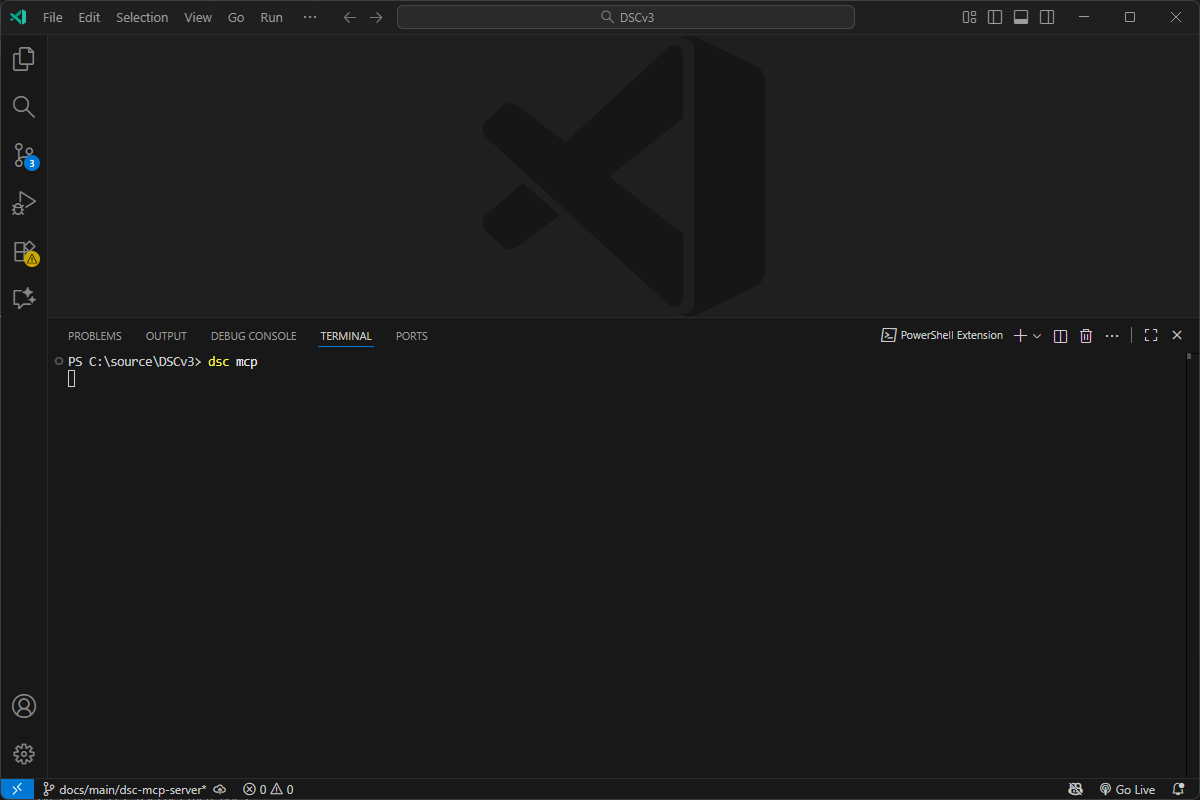 File Edit Selection View Go Run ··· DSCv3
3
PROBLEMS OUTPUT DEBUG CONSOLE TERMINAL PORTS PowerShell Extension
PS C:\source\DSCv3> dsc mcp
docs/main/dsc-mcp-server* 0 0 Go Live